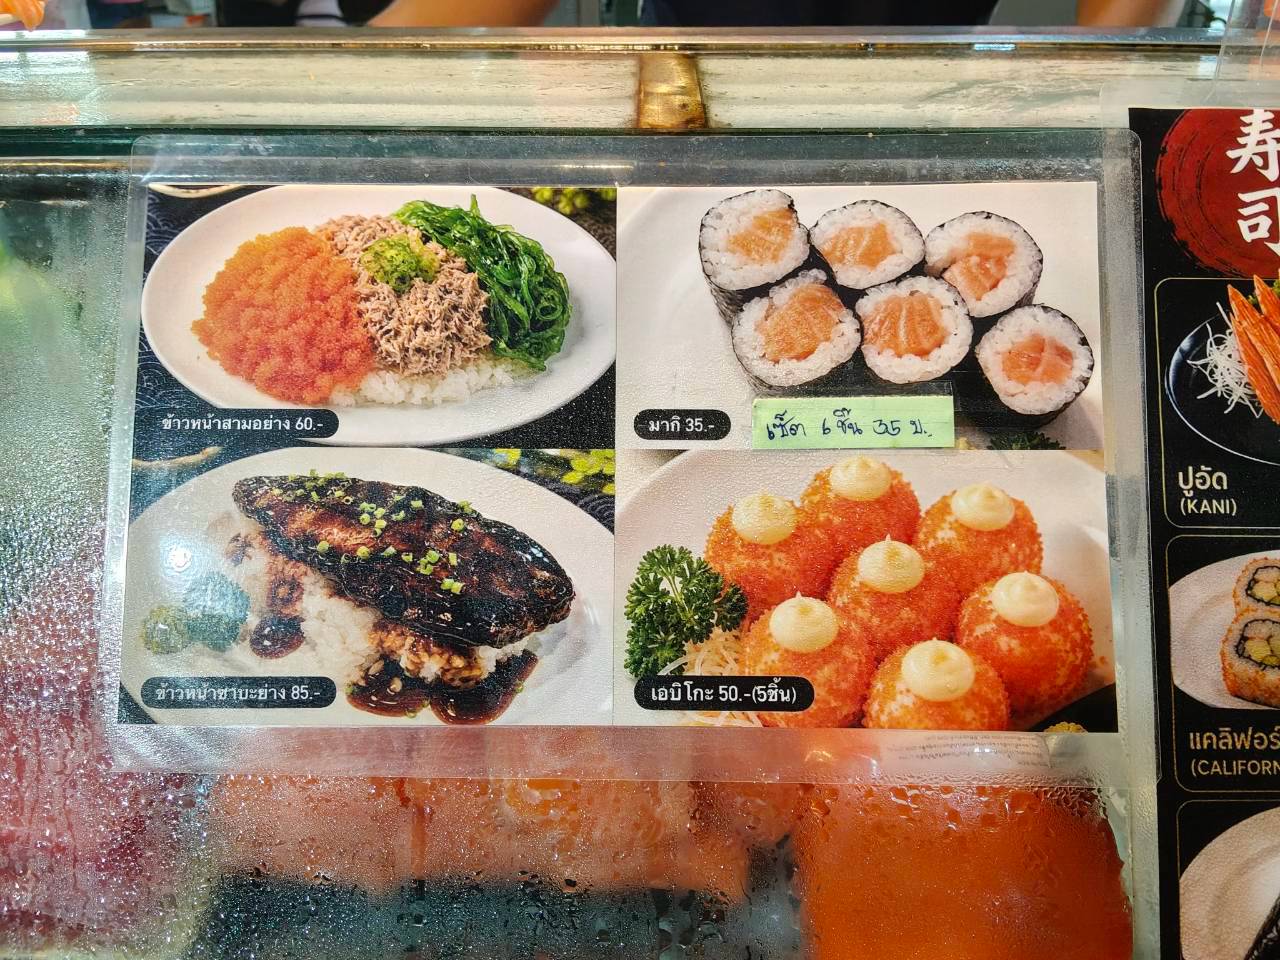 寿司
ข้าวหน้าสามอย่าง 60.-
มากิ 35.-
เซ็ต 6 ชิ้น 35 บ.
ข้าวหน้าซาบะย่าง 85.-
เอบิโกะ 50.-(5ชิ้น)
ปูอัด
(KANI)
แคลิฟอร์
(CALIFORN